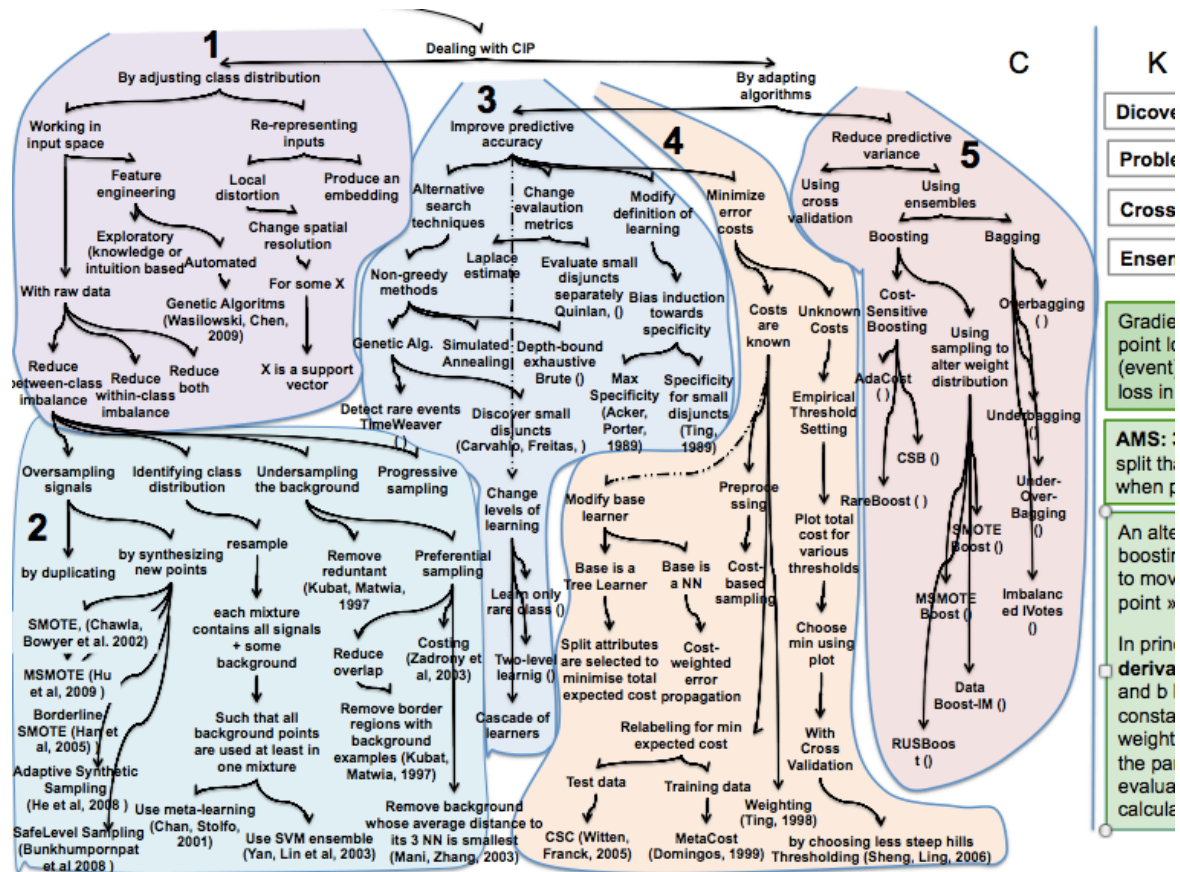 Dealing with CIP
C
K
1
By adjusting class distribution
By adapting
algorithms
Working in
input space
Re-representing
inputs
Feature
engineering
Local
distortion
Produce an
embedding
Exploratory
(knowledge or
intuition based
Automated
Change spatial
resolution
With raw data
Genetic Algoritms
(Wasilowski, Chen,
2009)
For some X
X is a support
vector
Reduce
between-class
imbalance
Reduce
within-class
imbalance
Reduce
both
2
Oversampling
signals
Identifying class
distribution
Undersampling
the background
Progressive
sampling
by duplicating
by synthesizing
new points
SMOTE, (Chawla,
Bowyer et al. 2002)
MSMOTE (Hu
et al, 2009 )
Borderline
SMOTE (Han et
al, 2005) )
Adaptive Synthetic
Sampling
(He et al, 2008 )
SafeLevel Sampling
(Bunkhumpornpat
et al 2008 )
resample
each mixture
contains all signals
+ some
background
Such that all
background points
are used at least in
one mixture
Use meta-learning
(Chan, Stolfo,
2001)
Use SVM ensemble
(Yan, Lin et al, 2003)
Remove
reduntant
(Kubat, Matwia,
1997
Preferential
sampling
Reduce
overlap
Costing
(Zadrony et
al, 2003)
Remove border
regions with
background
examples (Kubat,
Matwia, 1997)
Remove background
whose average distance to
its 3 NN is smallest
(Mani, Zhang, 2003)
3
Improve predictive
accuracy
Alternative
search
techniques
Change
evalaution
metrics
Modify
definition of
learning
Non-greedy
methods
Laplace
estimate
Evaluate small
disjuncts
separately
Quinlan, ()
Bias induction
towards
specificity
Genetic Alg.
Simulated
Annealing
Depth-bound
exhaustive
Brute ()
Max
Specificity
(Acker,
Porter,
1989)
Specificity
for small
disjuncts
(Ting,
1989)
Detect rare events
TimeWeaver
( )
Discover small
disjuncts
(Carvahlo, Freitas, )
Change
levels of
learning
Learn only
rare class ()
Two-level
learnig ()
Cascade of
learners
4
Minimize
error
costs
Costs
are
known
Unknown
Costs
Empirical
Threshold
Setting
Modify base
learner
Preproce
ssing
Plot total
cost for
various
thresholds
Base is a
Tree Learner
Base is
a NN
Cost-
based
sampling
Choose
min using
plot
Split attributes
are selected to
minimise total
expected cost
Cost-
weighted
error
propagation
Relabeling for min
expected cost
With
Cross
Validation
Test data
Training data
Weighting
(Ting, 1998)
CSC (Witten,
Franck, 2005)
MetaCost
(Domingos, 1999)
by choosing less steep hills
Thresholding (Sheng, Ling, 2006)
5
Reduce predictive
variance
Using
cross
validation
Using
ensembles
Boosting
Bagging
Cost-
Sensitive
Boosting
Using
sampling to
alter weight
distribution
Overbagging
( )
AdaCost
( )
Underbagging
()
CSB ()
RareBoost ( )
Under-
Over-
Bagging
()
SMOTE
Boost ()
MSMOTE
Boost ()
Imbalanc
ed IVotes
()
Data
Boost-IM ()
RUSBoos
t ()
Dicove
Proble
Cross
Ensen
Gradie
point lo
(event)
loss in
AMS: 3
split tha
when p
An alte
boostin
to mov
point »
In princ
deriva
and b l
consta
weight
the par
evalua
calcula